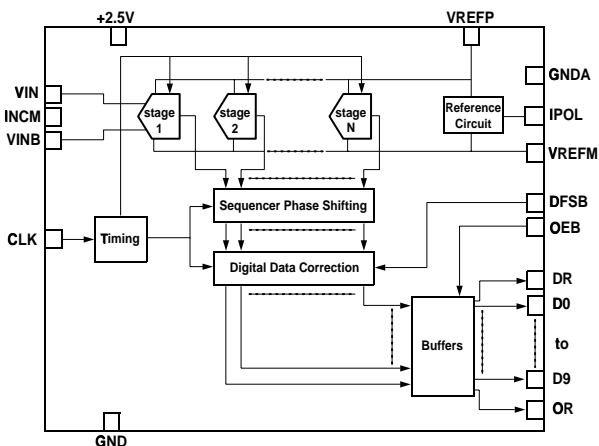 +2.5V
VREFP
GNDA
VIN
INCM
VINB
stage
1
stage
2
stage
N
Reference
Circuit
IPOL
VREFM
Sequencer Phase Shifting
DFSB
OEB
CLK
Timing
Digital Data Correction
DR
D0
Buffers
to
D9
OR
GND